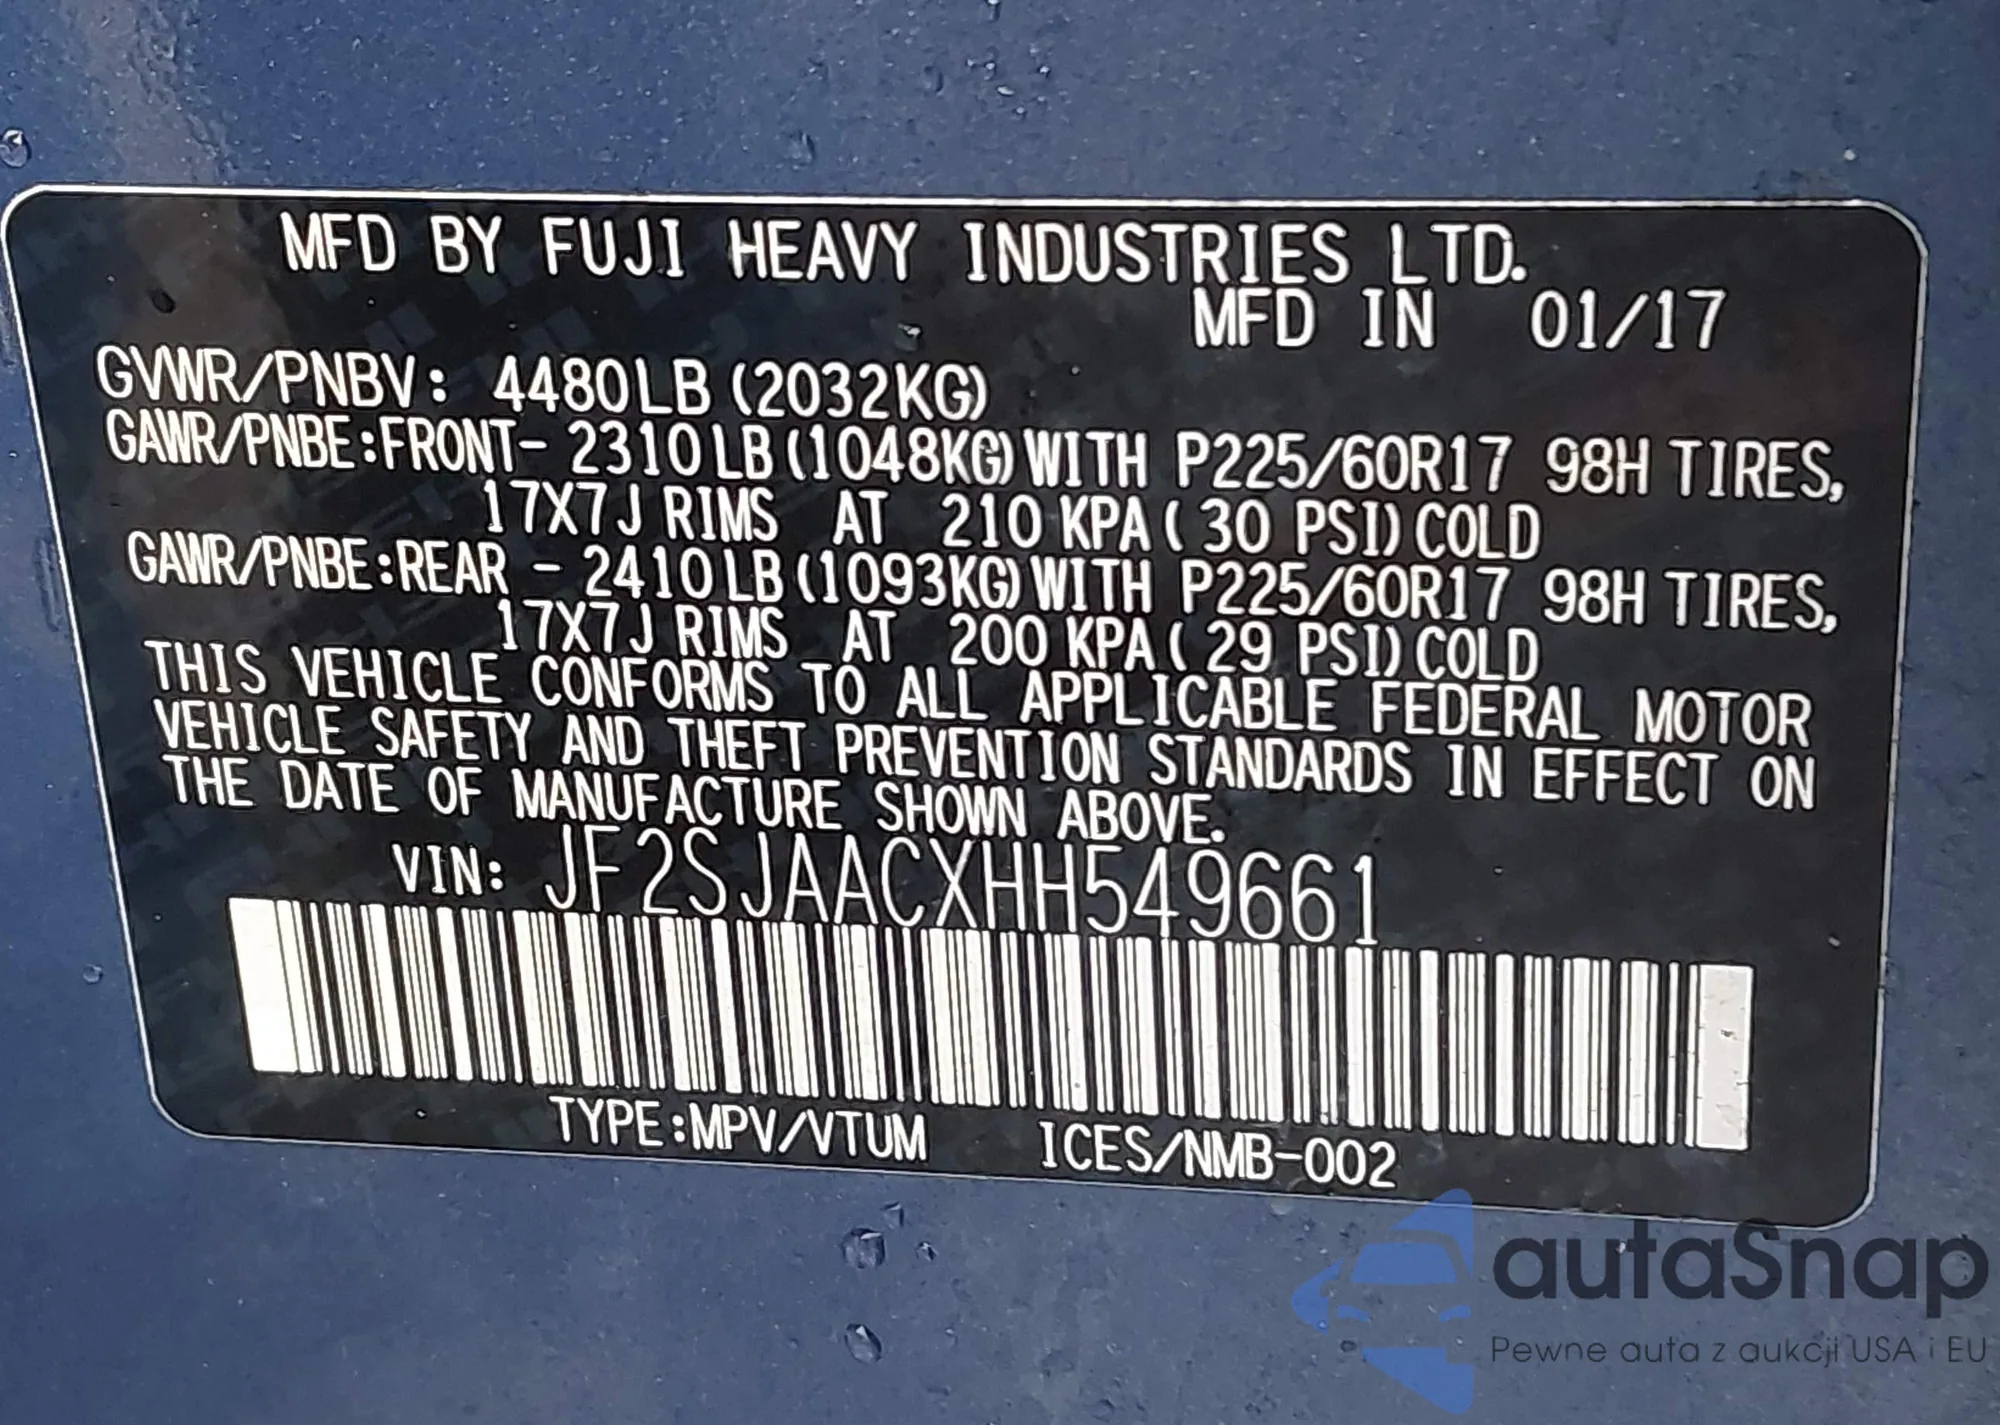 MFD BY FUJI HEAVY INDUSTRIES LTD.
MFD IN 01/17
GVWR/PNBV: 4480LB (2032KG)
GAWR/PNBE:FRONT- 2310LB (1048KG) WITH P225/60R17 98H TIRES,
17X7J RIMS AT 210 KPA ( 30 PSI) COLD
GAWR/PNBE:REAR - 2410LB (1093KG) WITH P225/60R17 98H TIRES,
17X7J RIMS AT 200 KPA ( 29 PSI) COLD
THIS VEHICLE CONFORMS TO ALL APPLICABLE FEDERAL MOTOR
VEHICLE SAFETY AND THEFT PREVENTION STANDARDS IN EFFECT ON
THE DATE OF MANUFACTURE SHOWN ABOVE.
VIN: JF2SJAACXHH549661
TYPE:MPV/VTUM ICES/NMB-002
autaSnap
Pewne auta z aukcji USA i EU